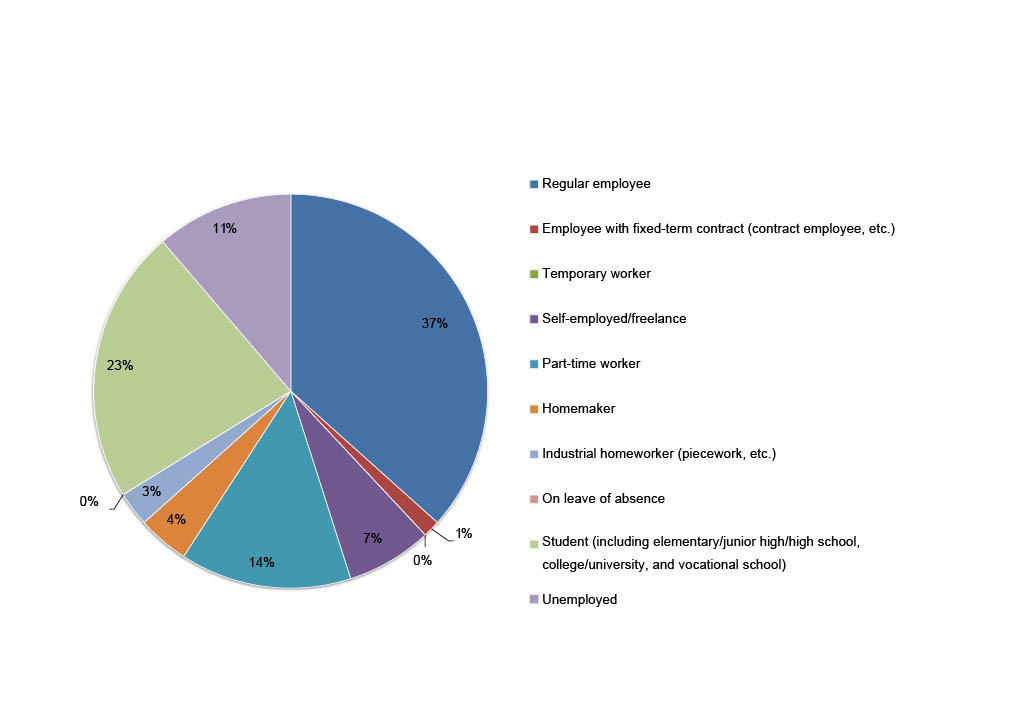 11%
37%
23%
3%
0%
4%
14%
7%
1%
0%
Regular employee
Employee with fixed-term contract (contract employee, etc.)
Temporary worker
Self-employed/freelance
Part-time worker
Homemaker
Industrial homeworker (piecework, etc.)
On leave of absence
Student (including elementary/junior high/high school,
college/university, and vocational school)
Unemployed